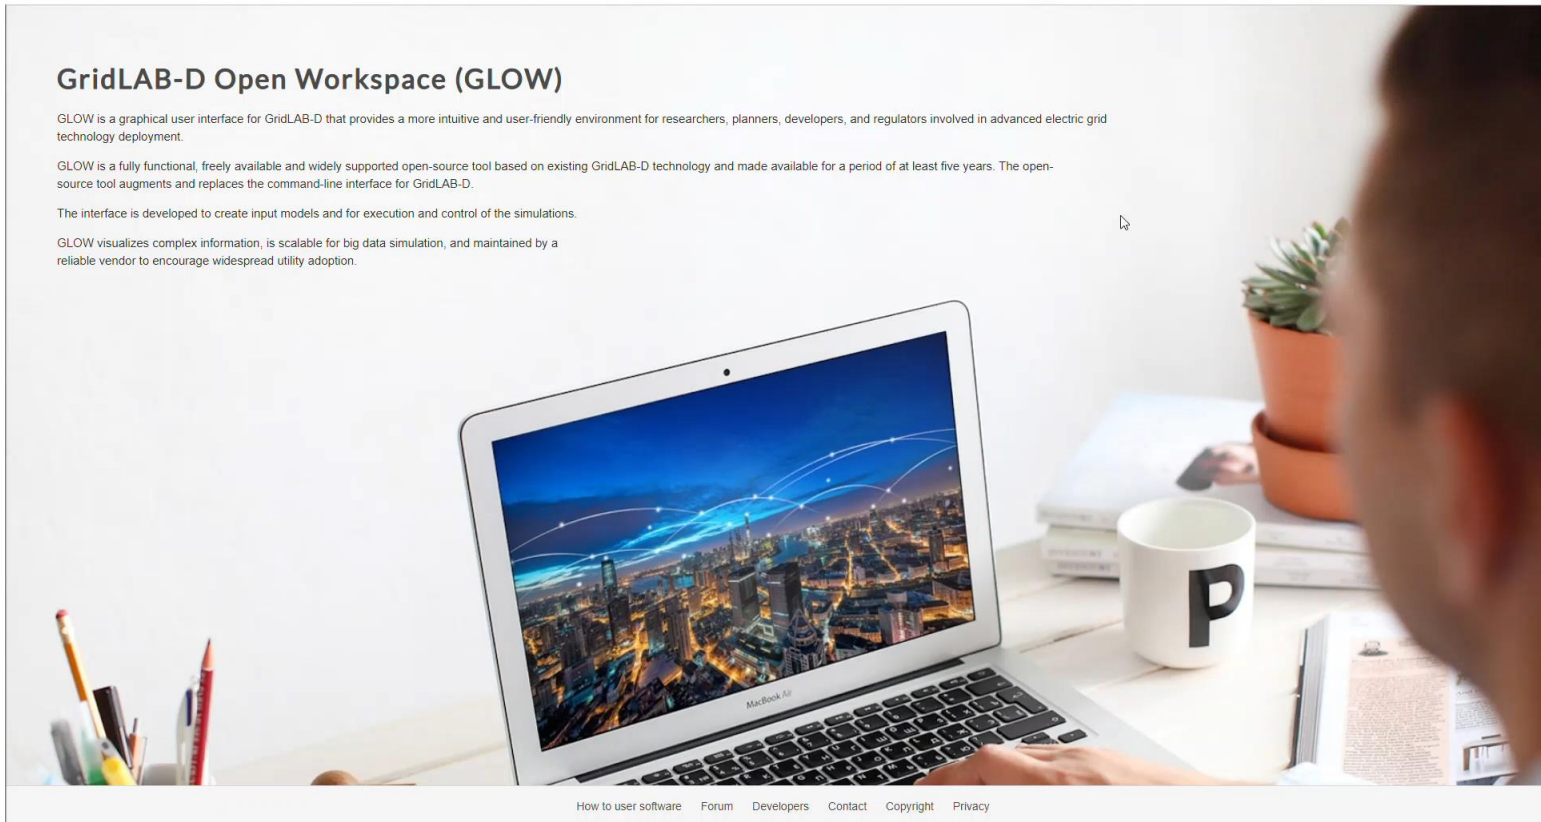 GridLAB-D Open Workspace (GLOW)
GLOW is a graphical user interface for GridLAB-D that provides a more intuitive and user-friendly environment for researchers, planners, developers, and regulators involved in advanced electric grid
technology deployment.
GLOW is a fully functional, freely available and widely supported open-source tool based on existing GridLAB-D technology and made available for a period of at least five years. The open-
source tool augments and replaces the command-line interface for GridLAB-D.
The interface is developed to create input models and for execution and control of the simulations.
GLOW visualizes complex information, is scalable for big data simulation, and maintained by a
reliable vendor to encourage widespread utility adoption.
MacBook Air
P
How to user software Forum Developers Contact Copyright Privacy